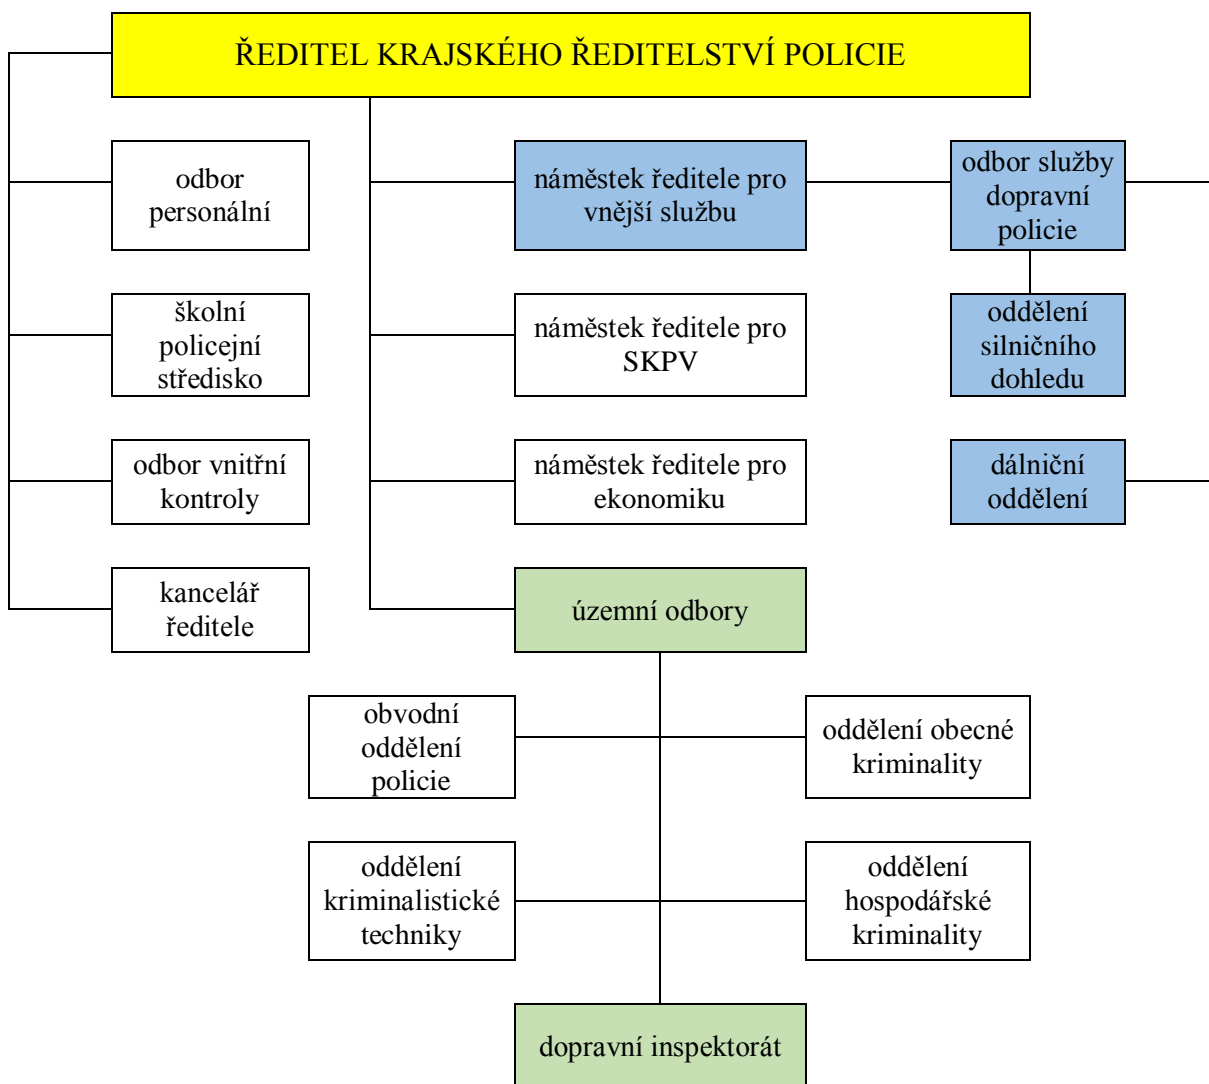 ŘEDITEL KRAJSKÉHO ŘEDITELSTVÍ POLICIE
odbor
personální
náměstek ředitele pro
vnější službu
odbor služby
dopravní
policie
školní
policejní
středisko
náměstek ředitele pro
SKPV
oddělení
silničního
dohledu
odbor vnitřní
kontroly
náměstek ředitele pro
ekonomiku
dálniční
oddělení
kancelář
ředitele
územní odbory
obvodní
oddělení
policie
oddělení obecné
kriminality
oddělení
kriminalistické
techniky
oddělení
hospodářské
kriminality
dopravní inspektorát